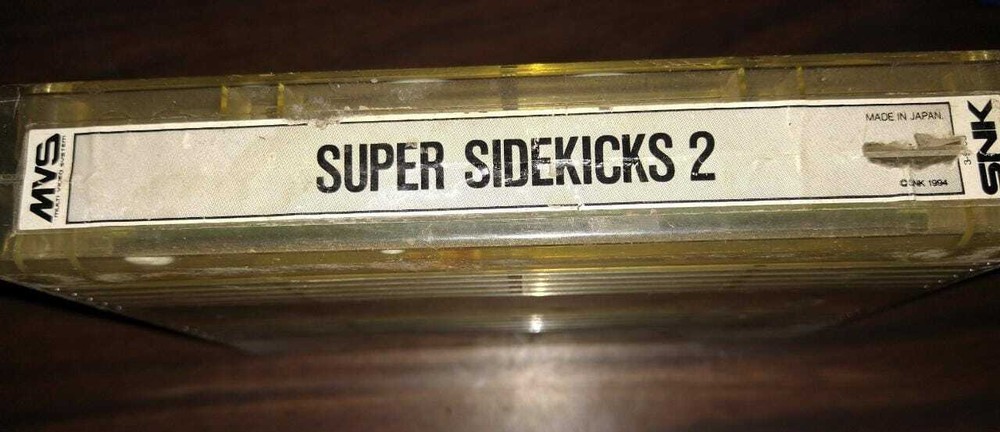 MVS
MULTI VIDEO SYSTEM
SUPER SIDEKICKS 2
MADE IN JAPAN.
©SNK 1994
SNK